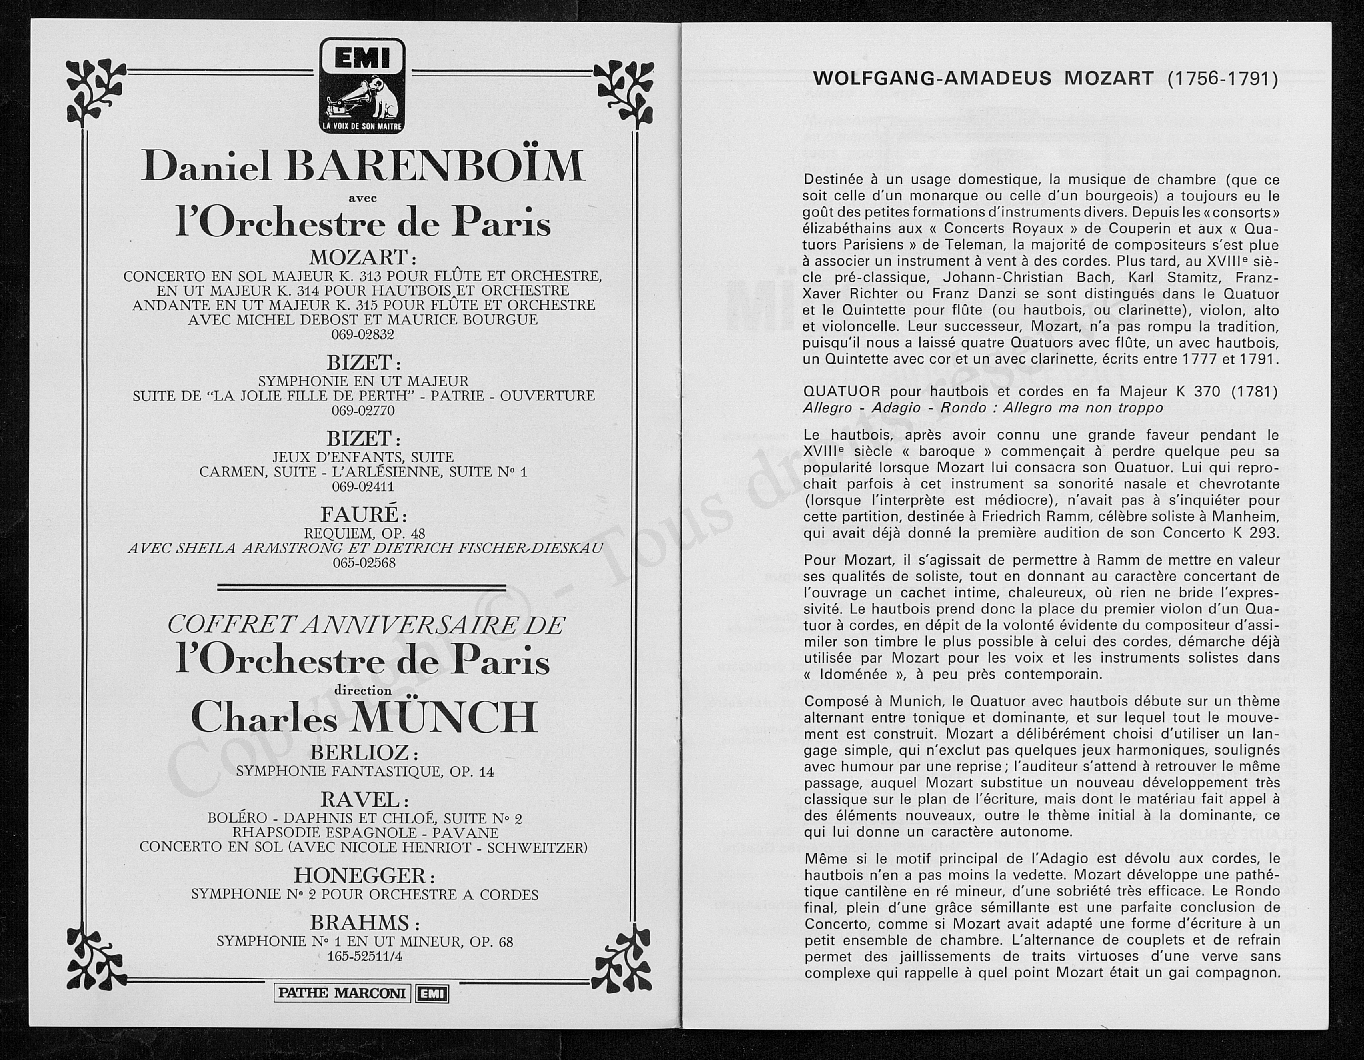 EMI
LA VOIX DE SON MAITRE
Daniel BARENBOÏM
avec
l'Orchestre de Paris
MOZART :
CONCERTO EN SOL MAJEUR K. 313 POUR FLÛTE ET ORCHESTRE,
EN UT MAJEUR K. 314 POUR HAUTBOIS ET ORCHESTRE
ANDANTE EN UT MAJEUR K. 315 POUR FLÛTE ET ORCHESTRE
AVEC MICHEL DEBOST ET MAURICE BOURGUE
069-02832
BIZET :
SYMPHONIE EN UT MAJEUR
SUITE DE "LA JOLIE FILLE DE PERTH" - PATRIE - OUVERTURE
069-02770
BIZET :
JEUX D'ENFANTS, SUITE
CARMEN, SUITE - L'ARLÉSIENNE, SUITE Nº 1
069-02411
FAURÉ :
REQUIEM, OP. 48
AVEC SHEILA ARMSTRONG ET DIETRICH FISCHER-DIESKAU
065-02568
COFFRET ANNIVERSAIRE DE
l'Orchestre de Paris
direction
Charles MÜNCH
BERLIOZ :
SYMPHONIE FANTASTIQUE, OP. 14
RAVEL :
BOLÉRO - DAPHNIS ET CHLOÉ, SUITE Nº 2
RHAPSODIE ESPAGNOLE - PAVANE
CONCERTO EN SOL (AVEC NICOLE HENRIOT - SCHWEITZER)
HONEGGER :
SYMPHONIE Nº 2 POUR ORCHESTRE A CORDES
BRAHMS :
SYMPHONIE Nº 1 EN UT MINEUR, OP. 68
165-52511/4
PATHE MARCONI EMI
WOLFGANG-AMADEUS MOZART (1756-1791)
Destinée à un usage domestique, la musique de chambre (que ce
soit celle d'un monarque ou celle d'un bourgeois) a toujours eu le
goût des petites formations d'instruments divers. Depuis les « consorts »
élizabéthains aux « Concerts Royaux » de Couperin et aux « Qua-
tuors Parisiens » de Teleman, la majorité de compositeurs s'est plue
à associer un instrument à vent à des cordes. Plus tard, au XVIIIe siè-
cle pré-classique, Johann-Christian Bach, Karl Stamitz, Franz-
Xaver Richter ou Franz Danzi se sont distingués dans le Quatuor
et le Quintette pour flûte (ou hautbois, ou clarinette), violon, alto
et violoncelle. Leur successeur, Mozart, n'a pas rompu la tradition,
puisqu'il nous a laissé quatre Quatuors avec flûte, un avec hautbois,
un Quintette avec cor et un avec clarinette, écrits entre 1777 et 1791.
QUATUOR pour hautbois et cordes en fa Majeur K 370 (1781)
Allegro - Adagio - Rondo : Allegro ma non troppo
Le hautbois, après avoir connu une grande faveur pendant le
XVIIIe siècle « baroque » commençait à perdre quelque peu sa
popularité lorsque Mozart lui consacra son Quatuor. Lui qui repro-
chait parfois à cet instrument sa sonorité nasale et chevrotante
(lorsque l'interprète est médiocre), n'avait pas à s'inquiéter pour
cette partition, destinée à Friedrich Ramm, célèbre soliste à Manheim,
qui avait déjà donné la première audition de son Concerto K 293.
Pour Mozart, il s'agissait de permettre à Ramm de mettre en valeur
ses qualités de soliste, tout en donnant au caractère concertant de
l'ouvrage un cachet intime, chaleureux, où rien ne bride l'expres-
sivité. Le hautbois prend donc la place du premier violon d'un Qua-
tuor à cordes, en dépit de la volonté évidente du compositeur d'assi-
miler son timbre le plus possible à celui des cordes, démarche déjà
utilisée par Mozart pour les voix et les instruments solistes dans
« Idoménée », à peu près contemporain.
Composé à Munich, le Quatuor avec hautbois débute sur un thème
alternant entre tonique et dominante, et sur lequel tout le mouve-
ment est construit. Mozart a délibérément choisi d'utiliser un lan-
gage simple, qui n'exclut pas quelques jeux harmoniques, soulignés
avec humour par une reprise ; l'auditeur s'attend à retrouver le même
passage, auquel Mozart substitue un nouveau développement très
classique sur le plan de l'écriture, mais dont le matériau fait appel à
des éléments nouveaux, outre le thème initial à la dominante, ce
qui lui donne un caractère autonome.
Même si le motif principal de l'Adagio est dévolu aux cordes, le
hautbois n'en a pas moins la vedette. Mozart développe une pathé-
tique cantilène en ré mineur, d'une sobriété très efficace. Le Rondo
final, plein d'une grâce sémillante est une parfaite conclusion de
Concerto, comme si Mozart avait adapté une forme d'écriture à un
petit ensemble de chambre. L'alternance de couplets et de refrain
permet des jaillissements de traits virtuoses d'une verve sans
complexe qui rappelle à quel point Mozart était un gai compagnon.
Copyright © - Tous droits réservés